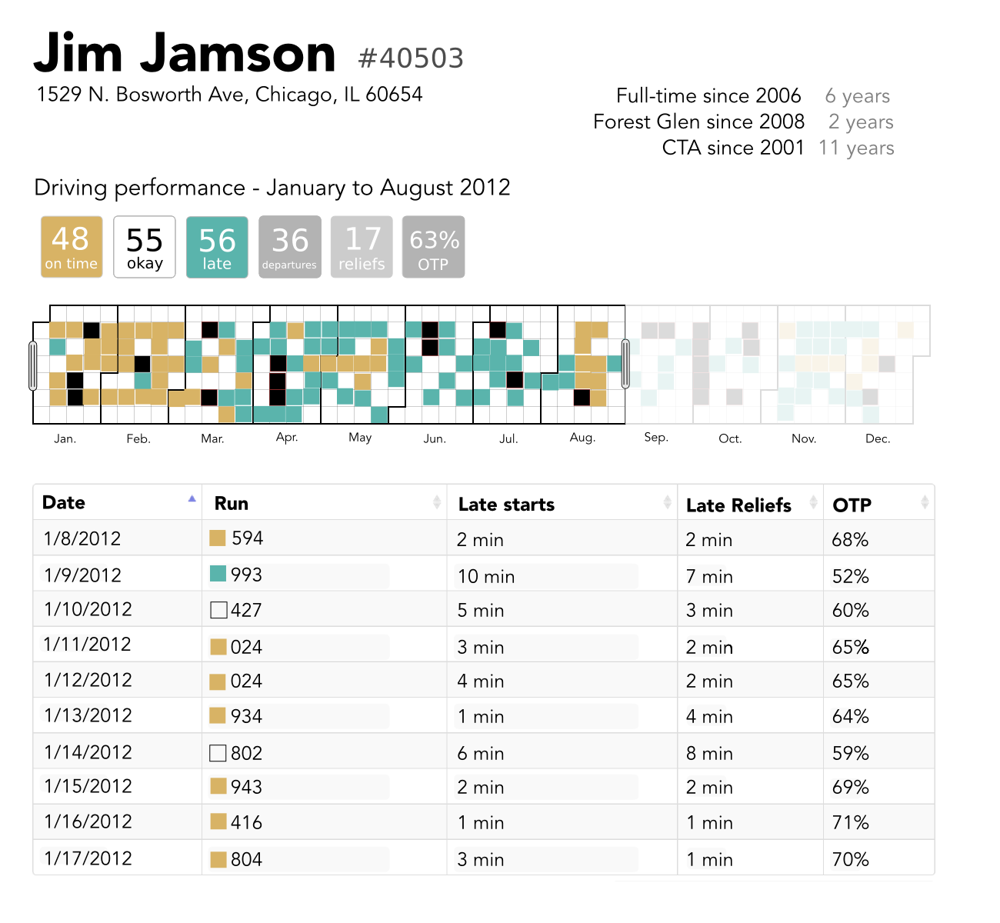 Jim Jamson #40503
1529 N. Bosworth Ave, Chicago, IL 60654
Full-time since 2006 6 years
Forest Glen since 2008 2 years
CTA since 2001 11 years
Driving performance - January to August 2012
48 55 56 36 17 63%
on time okay late departures reliefs OTP
Jan. Feb. Mar. Apr. May Jun. Jul. Aug. Sep. Oct. Nov. Dec.
Date Run Late starts Late Reliefs OTP
1/8/2012 594 2 min 2 min 68%
1/9/2012 993 10 min 7 min 52%
1/10/2012 427 5 min 3 min 60%
1/11/2012 024 3 min 2 min 65%
1/12/2012 024 4 min 2 min 65%
1/13/2012 934 1 min 4 min 64%
1/14/2012 802 6 min 8 min 59%
1/15/2012 943 2 min 2 min 69%
1/16/2012 416 1 min 1 min 71%
1/17/2012 804 3 min 1 min 70%